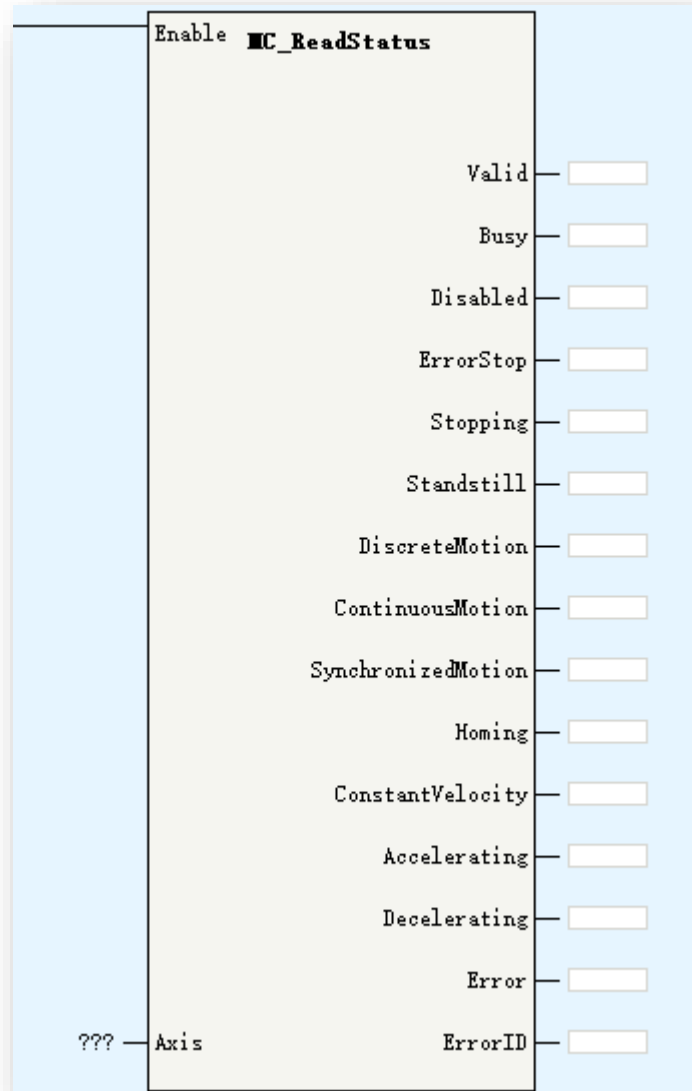 Enable MC_ReadStatus
Valid
Busy
Disabled
ErrorStop
Stopping
Standstill
DiscreteMotion
ContinuousMotion
SynchronizedMotion
Homing
ConstantVelocity
Accelerating
Decelerating
Error
??? Axis ErrorID